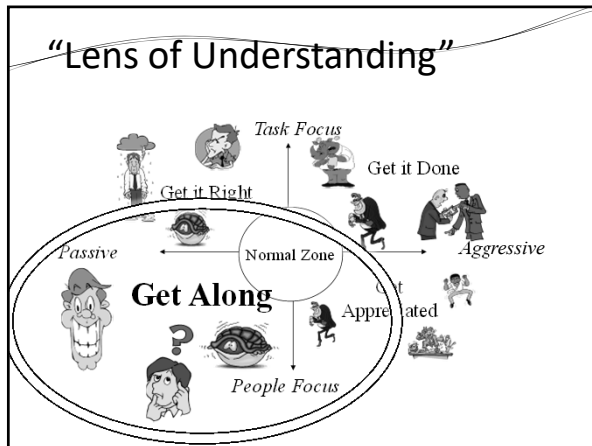 “Lens of Understanding”
Task Focus
Get it Done
Get it Right
Passive
Normal Zone
Aggressive
Get Along
Get
Appreciated
?
People Focus